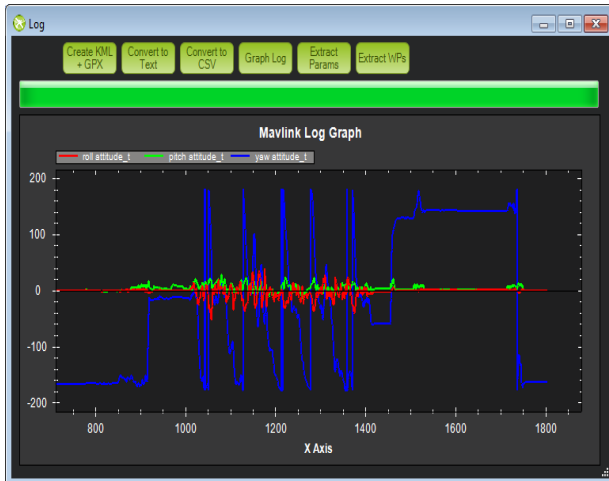 Log
Create KML + GPX
Convert to Text
Convert to CSV
Graph Log
Extract Params
Extract WPs
Mavlink Log Graph
roll attitude_t
pitch attitude_t
yaw attitude_t
200
100
0
-100
-200
800
1000
1200
1400
1600
1800
X Axis